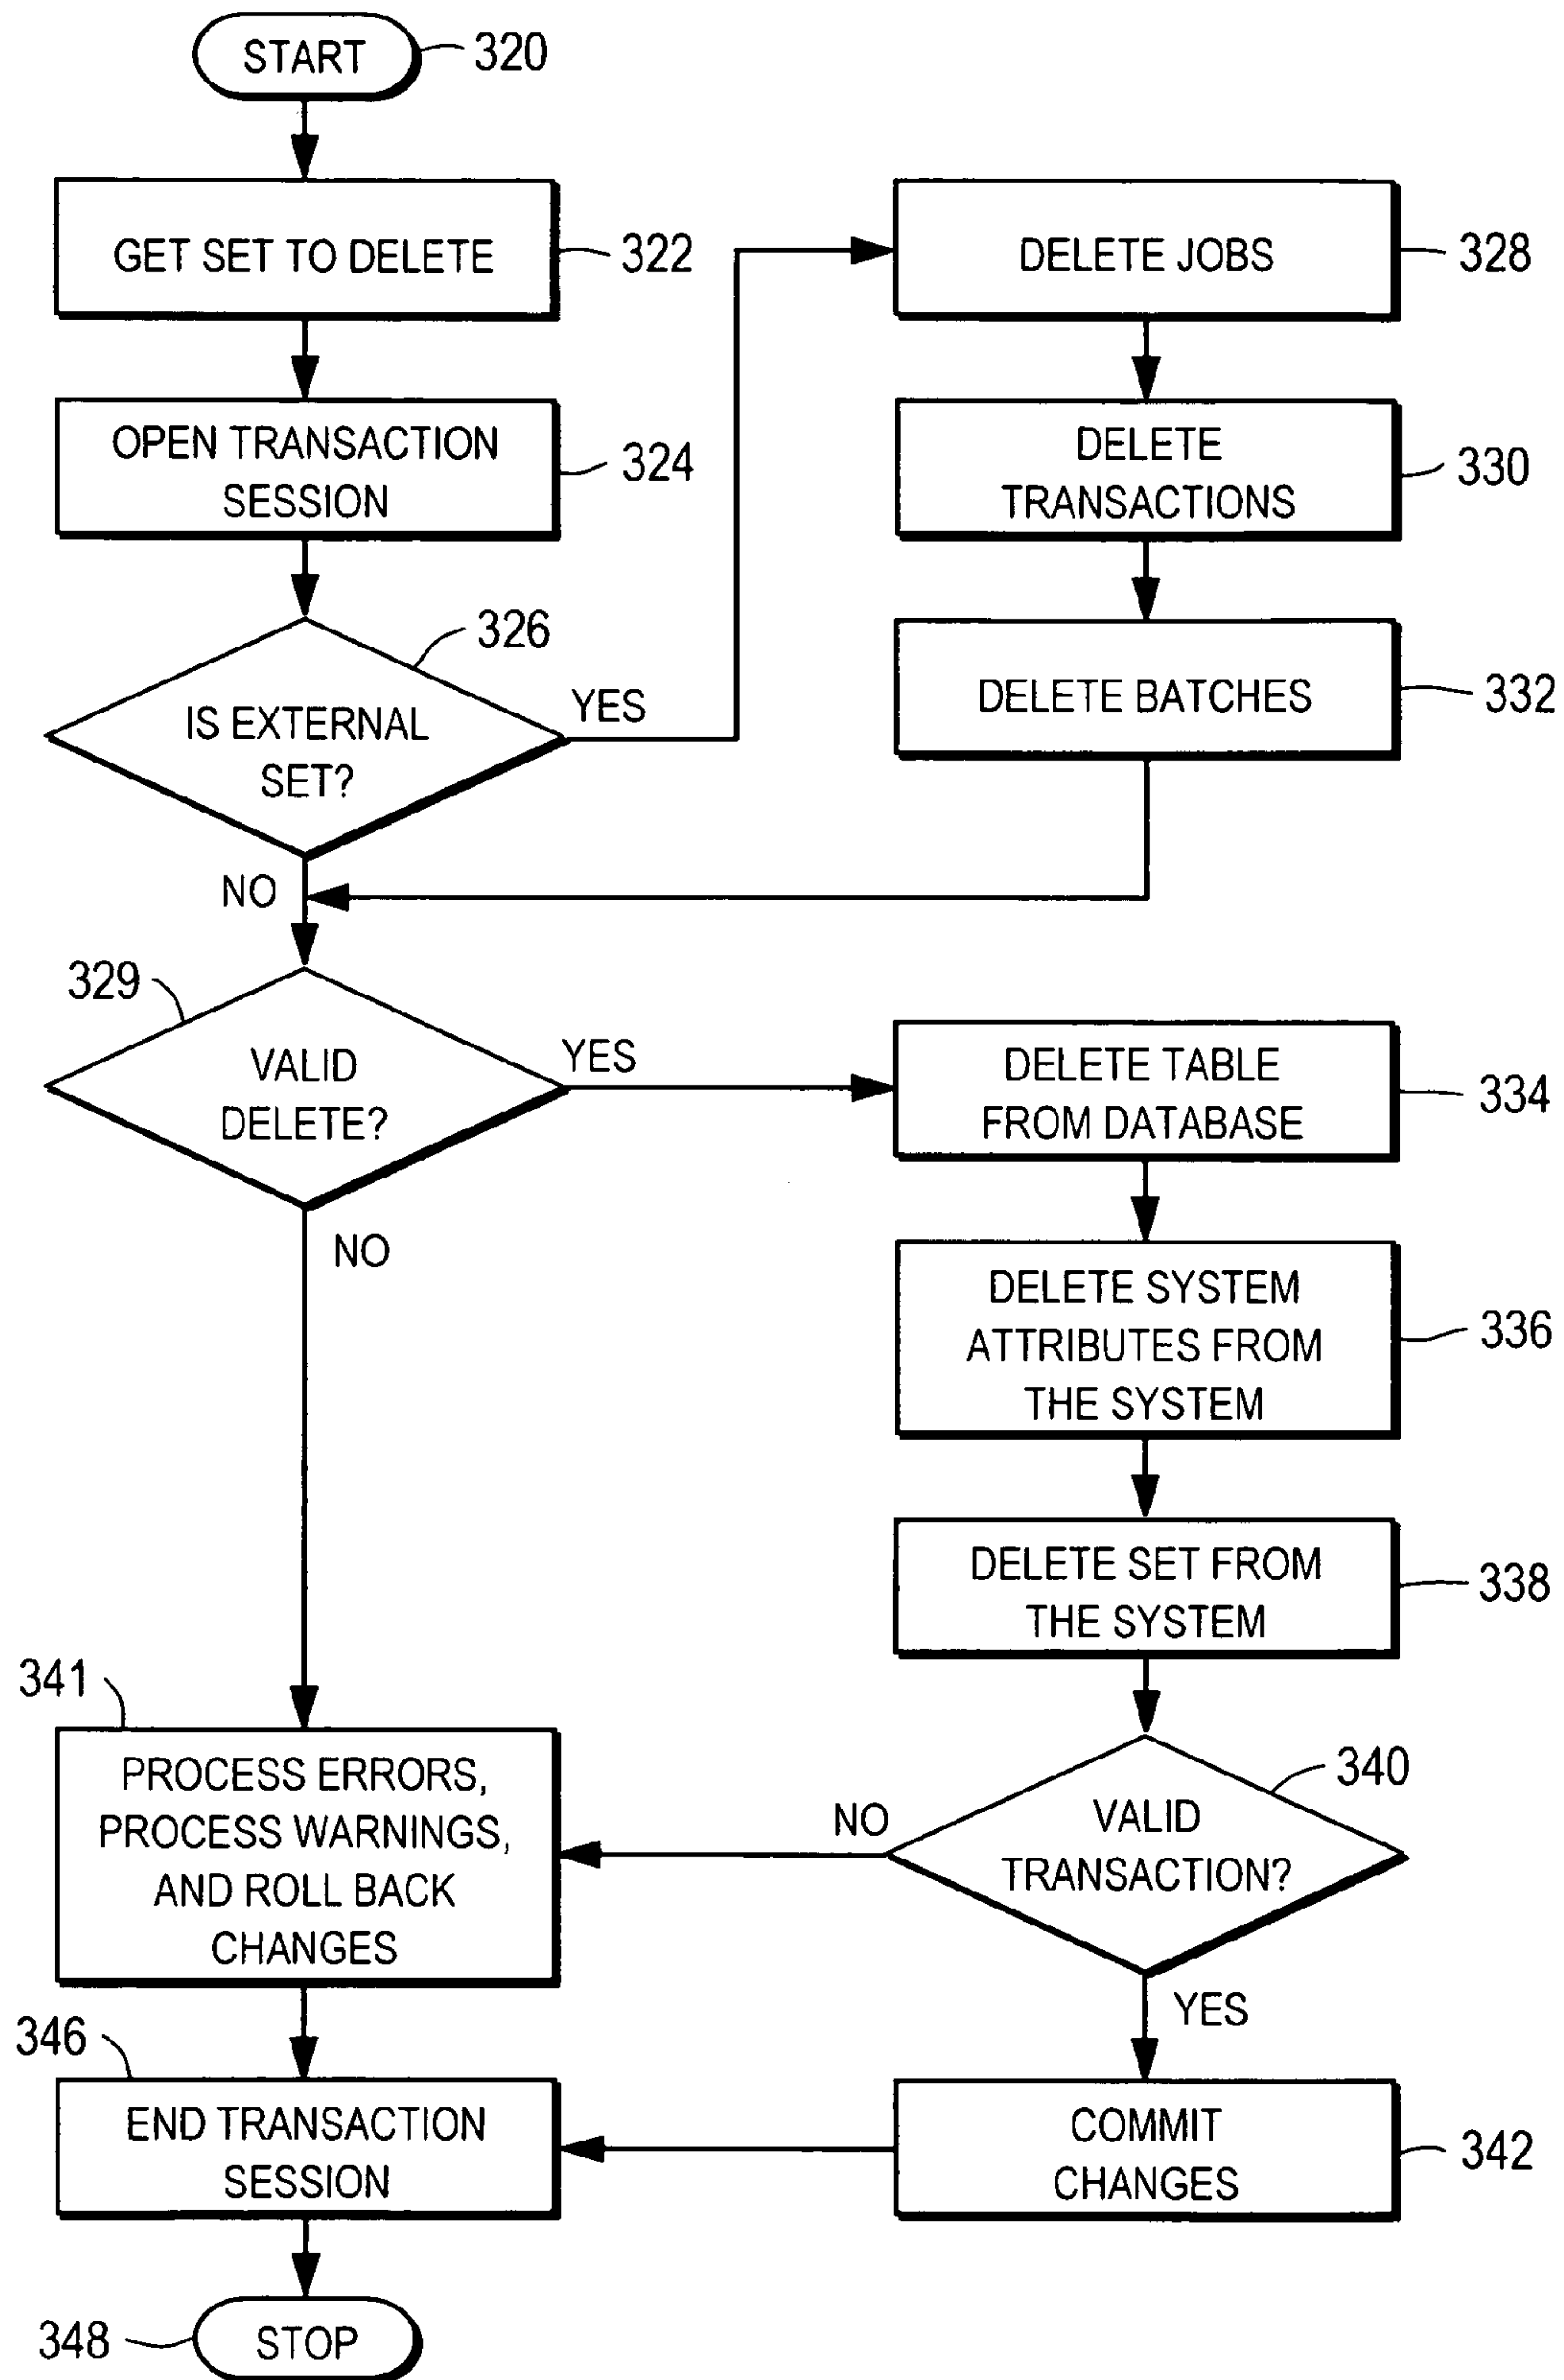 START
320
GET SET TO DELETE
322
OPEN TRANSACTION
SESSION
324
IS EXTERNAL
SET?
326
YES
NO
DELETE JOBS
328
DELETE
TRANSACTIONS
330
DELETE BATCHES
332
329
VALID
DELETE?
YES
NO
DELETE TABLE
FROM DATABASE
334
DELETE SYSTEM
ATTRIBUTES FROM
THE SYSTEM
336
DELETE SET FROM
THE SYSTEM
338
340
VALID
TRANSACTION?
NO
YES
341
PROCESS ERRORS,
PROCESS WARNINGS,
AND ROLL BACK
CHANGES
COMMIT
CHANGES
342
346
END TRANSACTION
SESSION
348
STOP